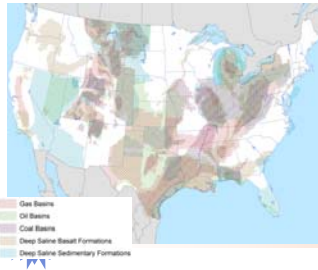 Gas Basins
Oil Basins
Coal Basins
Deep Saline Basalt Formations
Deep Saline Sedimentary Formations